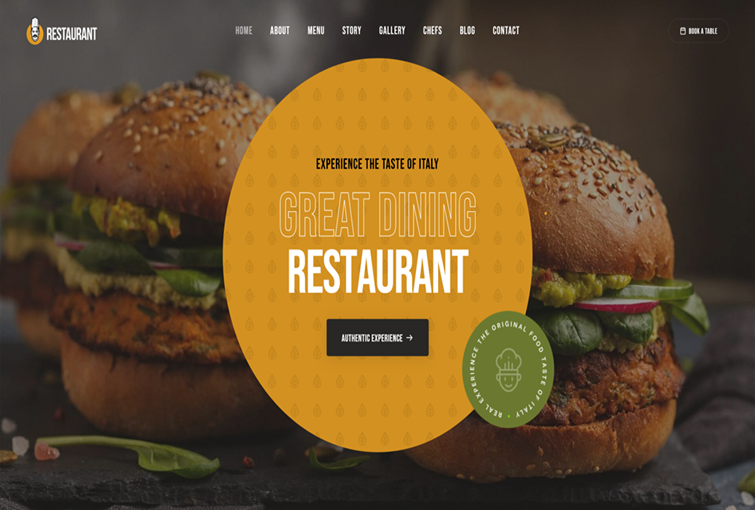 RESTAURANT
HOME ABOUT MENU STORY GALLERY CHEFS BLOG CONTACT
BOOK A TABLE
EXPERIENCE THE TASTE OF ITALY
GREAT DINING
RESTAURANT
AUTHENTIC EXPERIENCE →
REAL EXPERIENCE THE ORIGINAL FOOD TASTE OF ITALY